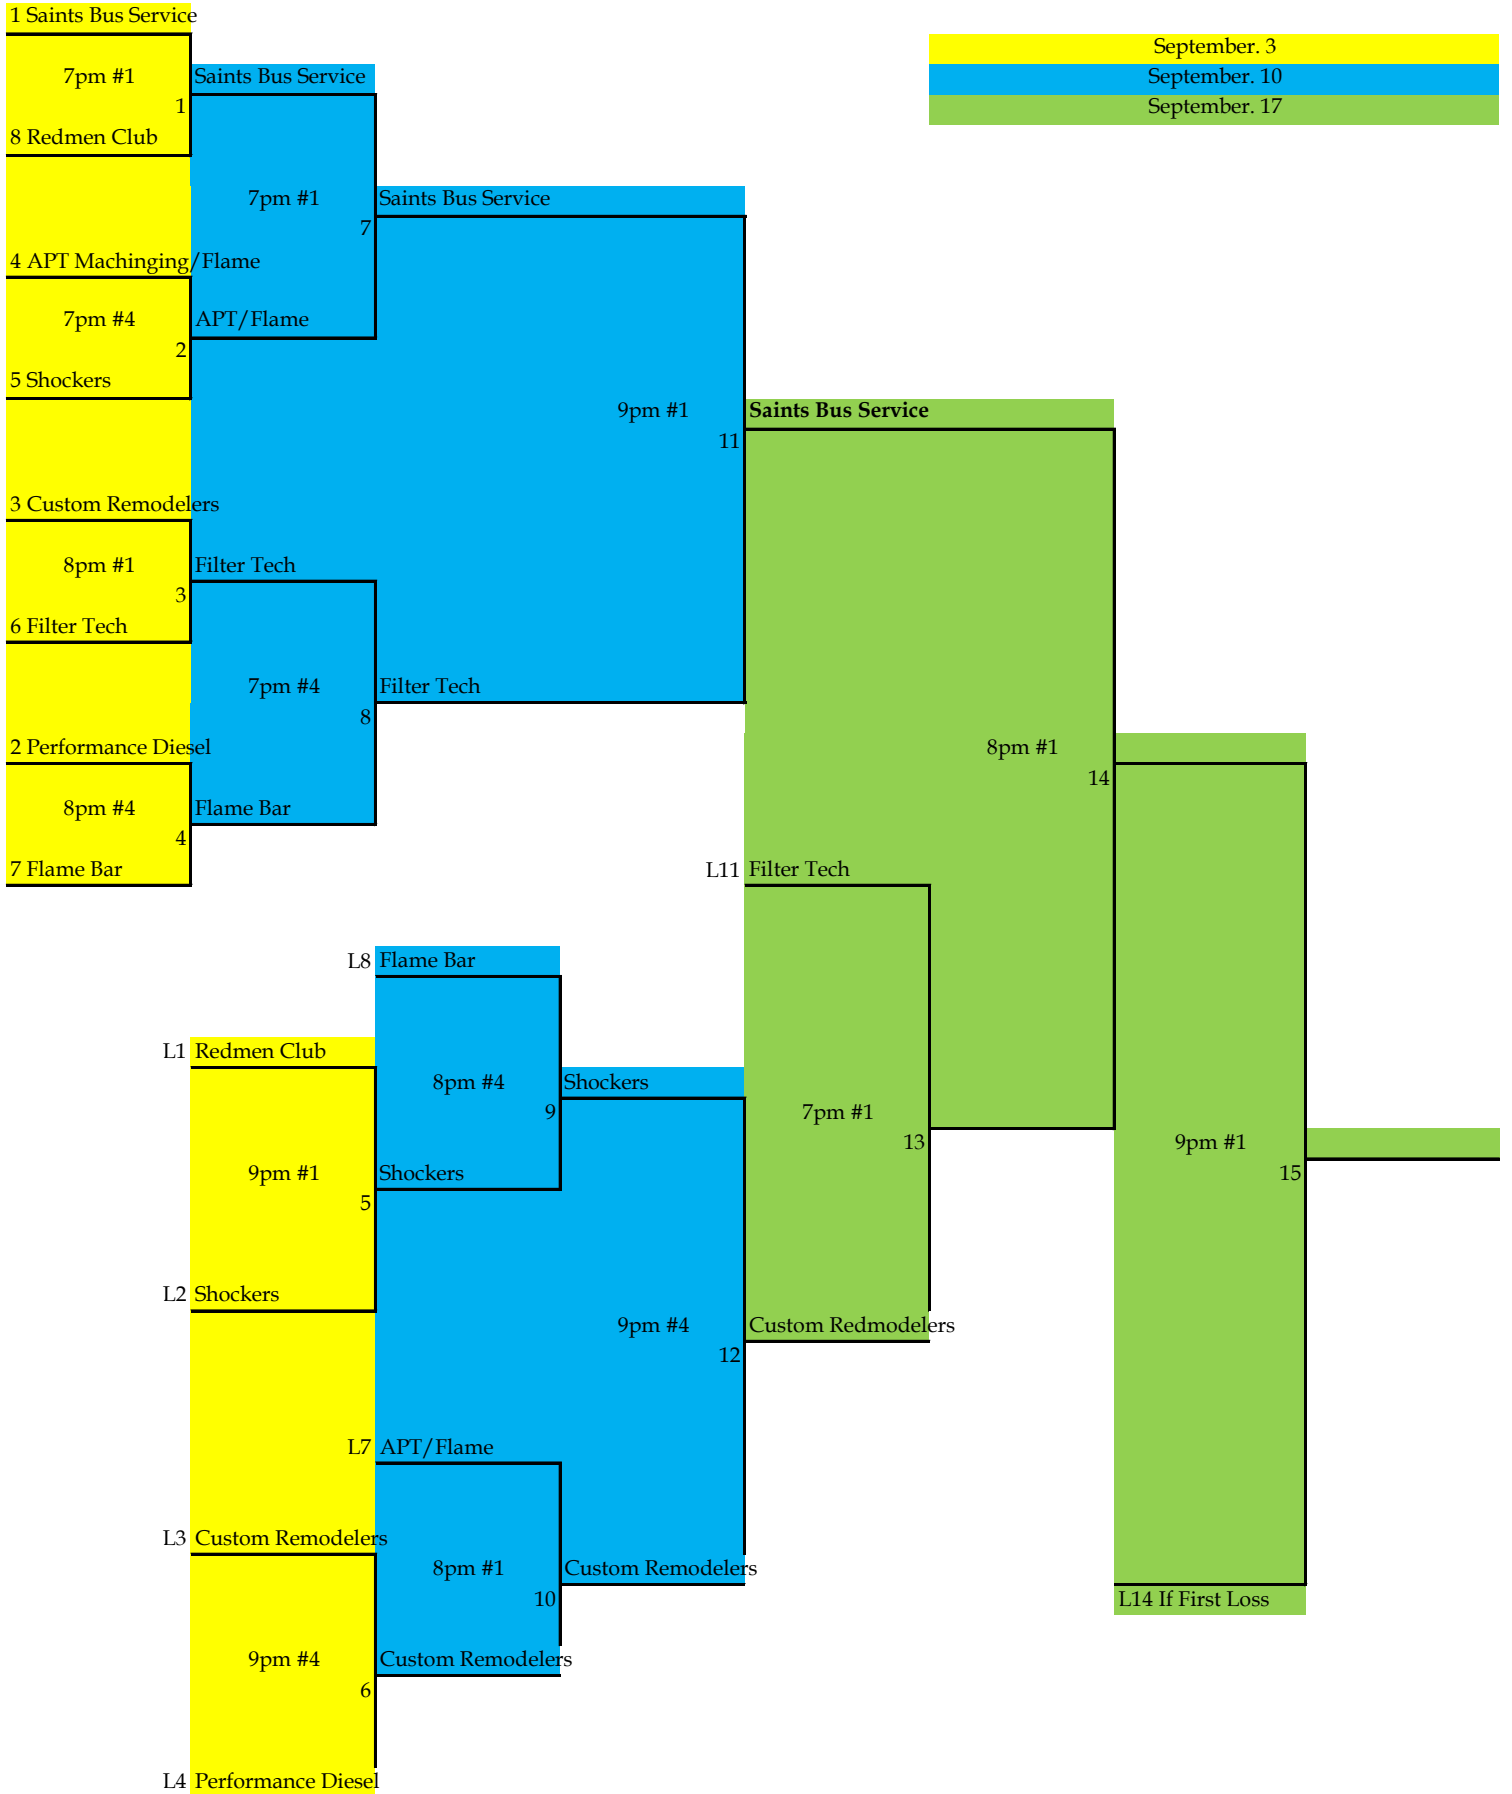 1 Saints Bus Service
September. 3
7pm #1
Saints Bus Service
September. 10
1
September. 17
8 Redmen Club
7pm #1
Saints Bus Service
7
4 APT Machinging/Flame
7pm #4
APT/Flame
2
5 Shockers
9pm #1
Saints Bus Service
11
3 Custom Remodelers
8pm #1
Filter Tech
3
6 Filter Tech
7pm #4
Filter Tech
8
2 Performance Diesel
8pm #1
14
8pm #4
Flame Bar
4
7 Flame Bar
L11 Filter Tech
L8 Flame Bar
L1 Redmen Club
8pm #4
Shockers
9
7pm #1
13
9pm #1
15
9pm #1
Shockers
5
L2 Shockers
9pm #4
Custom Redmodelers
12
L7 APT/Flame
L3 Custom Remodelers
8pm #1
Custom Remodelers
10
L14 If First Loss
9pm #4
Custom Remodelers
6
L4 Performance Diesel